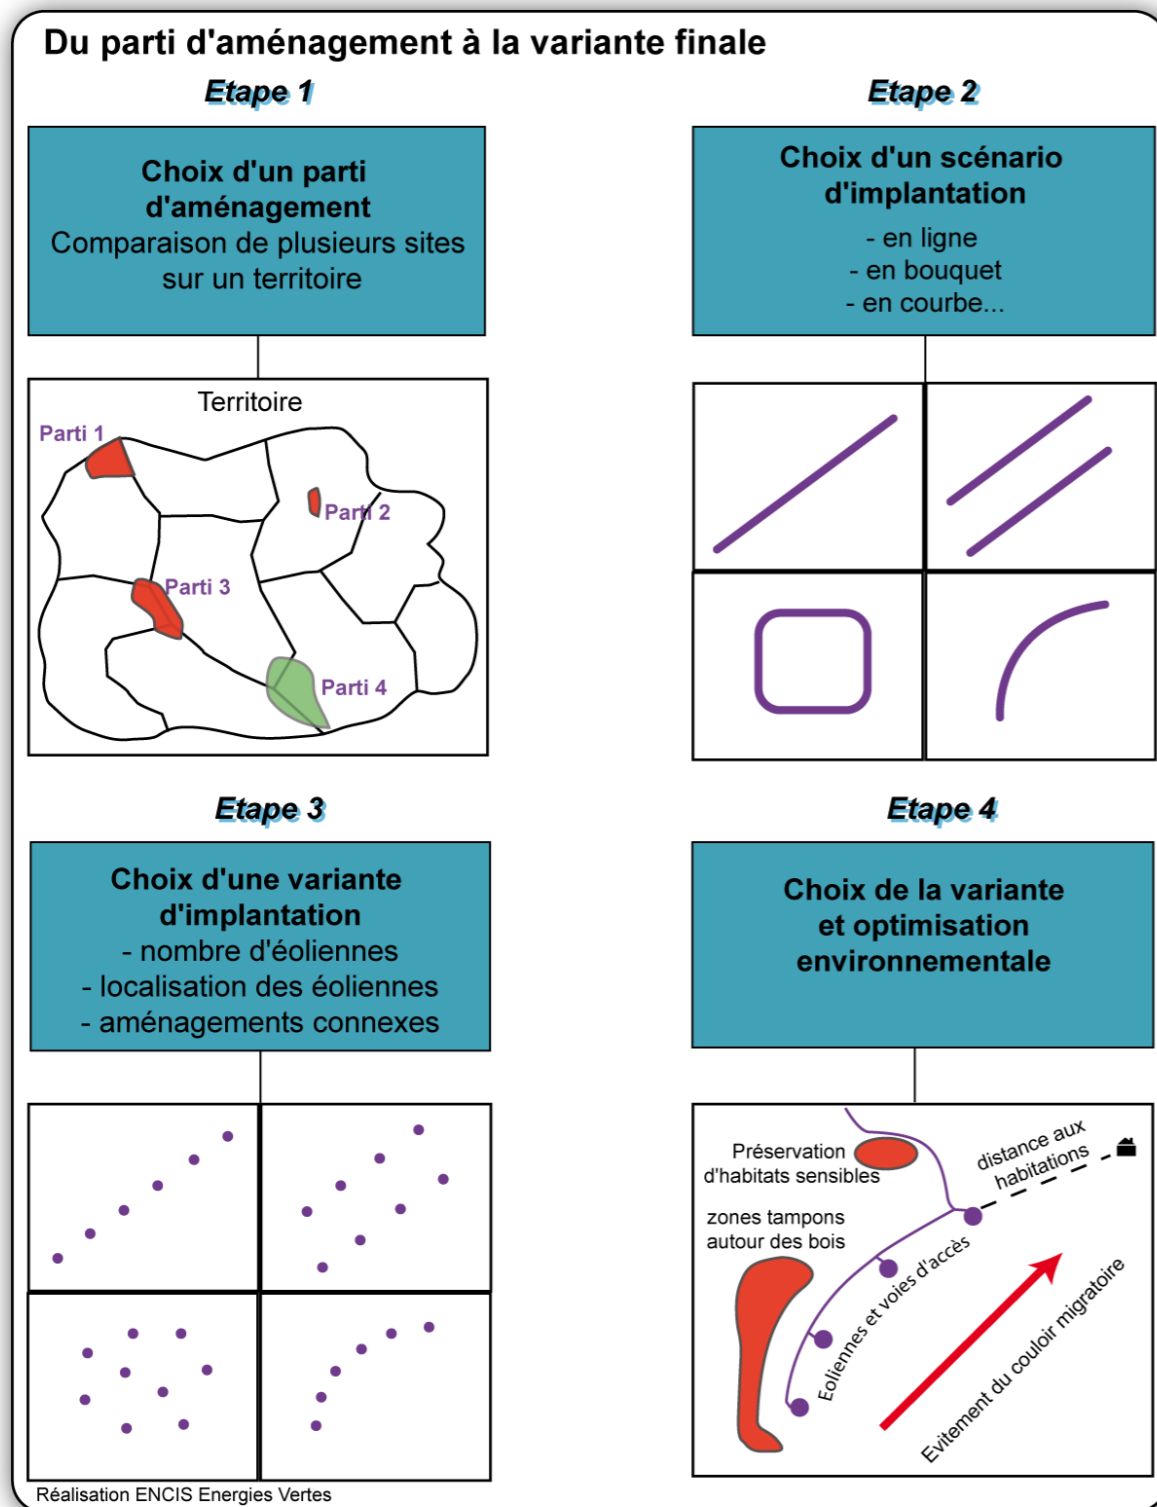 Du parti d'aménagement à la variante finale
Etape 1
Choix d'un parti
d'aménagement
Comparaison de plusieurs sites
sur un territoire
Territoire
Parti 1
Parti 2
Parti 3
Parti 4
Etape 2
Choix d'un scénario
d'implantation
- en ligne
- en bouquet
- en courbe...
Etape 3
Choix d'une variante
d'implantation
- nombre d'éoliennes
- localisation des éoliennes
- aménagements connexes
Etape 4
Choix de la variante
et optimisation
environnementale
Préservation
d'habitats sensibles
distance aux
habitations
zones tampons
autour des bois
Eoliennes et voies d'accès
Evitement du couloir migratoire
Réalisation ENCIS Energies Vertes